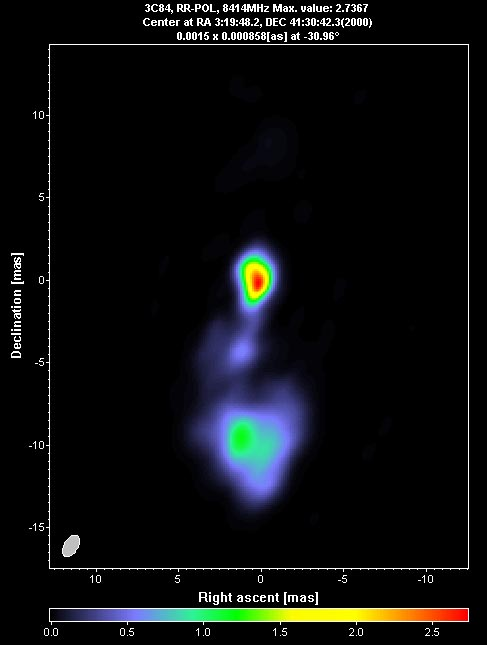 3C84, RR-POL, 8414MHz Max. value: 2.7367
Center at RA 3:19:48.2, DEC 41:30:42.3(2000)
0.0015 x 0.000858[as] at -30.96°
10
5
0
-5
-10
-15
Declination [mas]
10 5 0 -5 -10
Right ascent [mas]
0.0 0.5 1.0 1.5 2.0 2.5